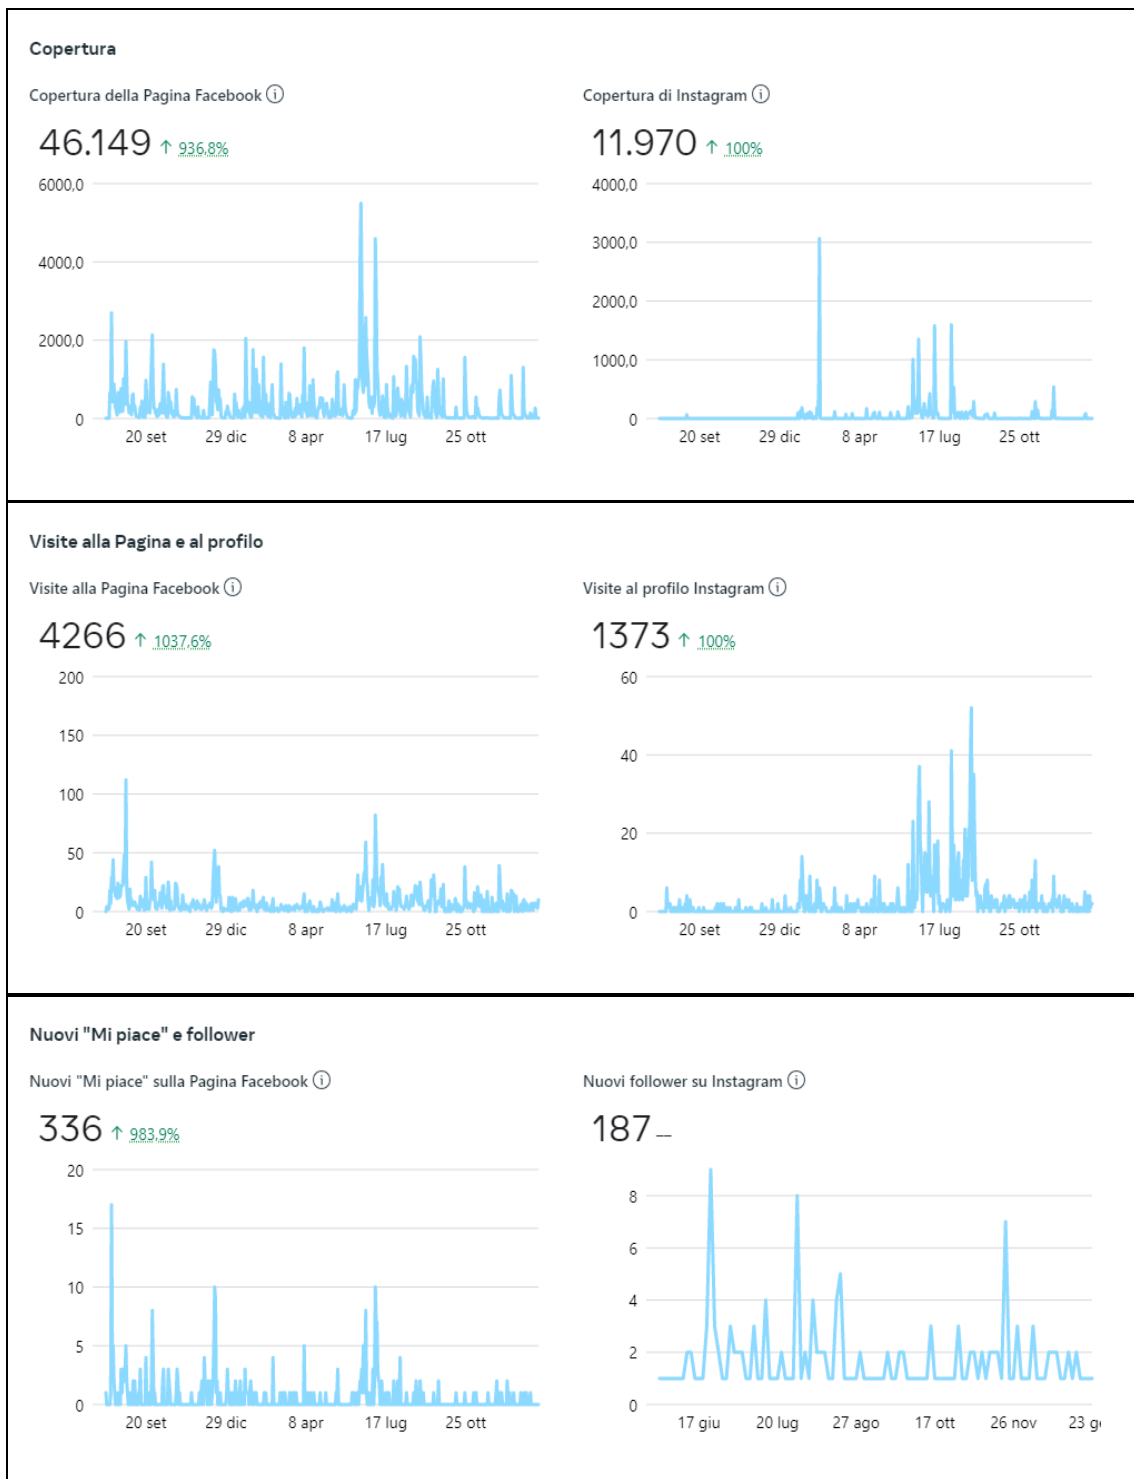 Copertura
Copertura della Pagina Facebook
46.149 ↑ 936,8%
6000,0
4000,0
2000,0
0
20 set 29 dic 8 apr 17 lug 25 ott
Copertura di Instagram
11.970 ↑ 100%
4000,0
3000,0
2000,0
1000,0
0
20 set 29 dic 8 apr 17 lug 25 ott
Visite alla Pagina e al profilo
Visite alla Pagina Facebook
4266 ↑ 1037,6%
200
150
100
50
0
20 set 29 dic 8 apr 17 lug 25 ott
Visite al profilo Instagram
1373 ↑ 100%
60
40
20
0
20 set 29 dic 8 apr 17 lug 25 ott
Nuovi "Mi piace" e follower
Nuovi "Mi piace" sulla Pagina Facebook
336 ↑ 983,9%
20
15
10
5
0
20 set 29 dic 8 apr 17 lug 25 ott
Nuovi follower su Instagram
187 --
8
6
4
2
0
17 giu 20 lug 27 ago 17 ott 26 nov 23